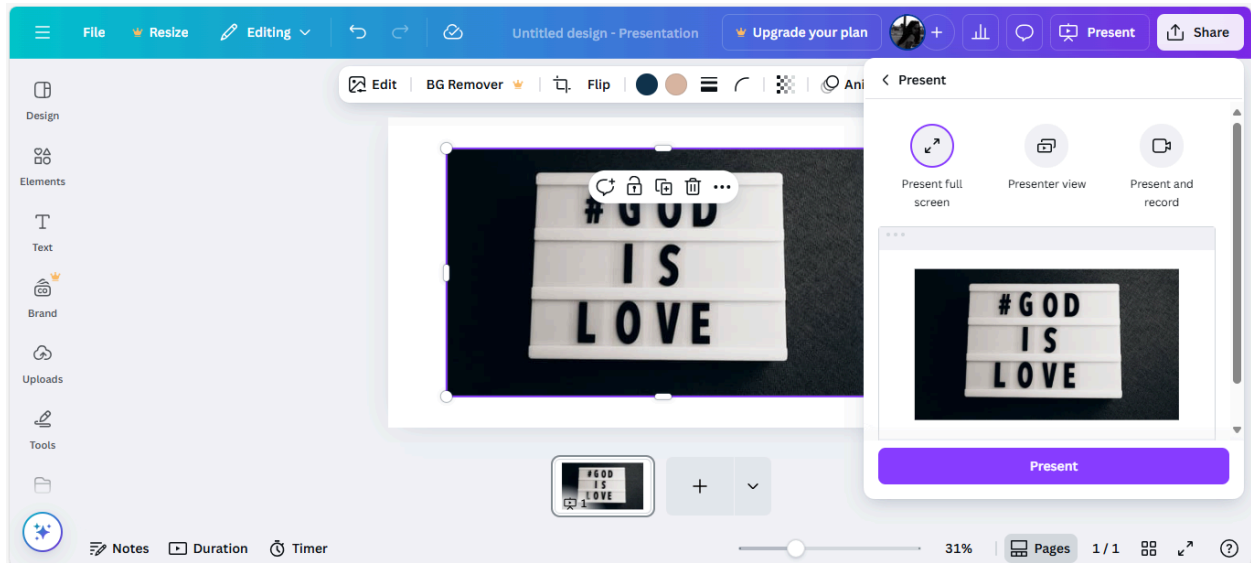 File
Resize
Editing
Untitled design - Presentation
Upgrade your plan
Present
Share
Design
Elements
Text
Brand
Uploads
Tools
Edit
BG Remover
Flip
Ani
#GOD
IS
LOVE
Present
Present full
screen
Presenter view
Present and
record
#GOD
IS
LOVE
Present
#GOD
IS
LOVE
1
Notes
Duration
Timer
31%
Pages
1/1